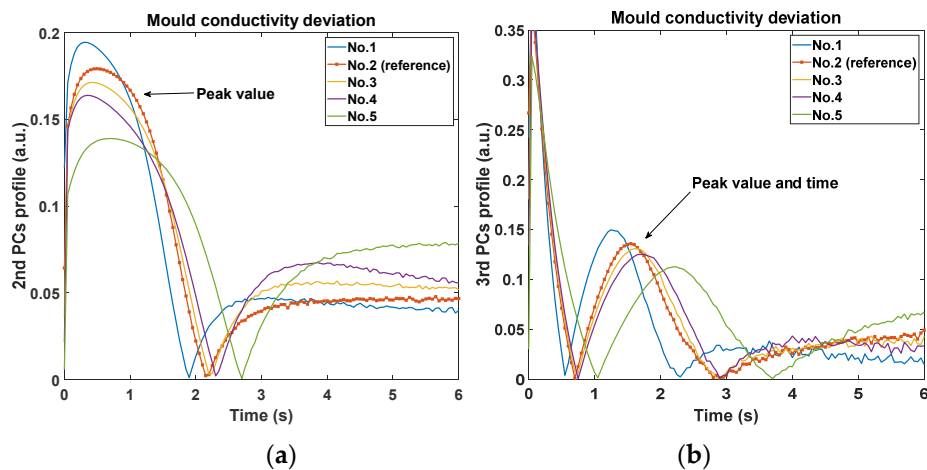 Mould conductivity deviation
0.2
0.15
0.1
0.05
0
2nd PCs profile (a.u.)
No.1
No.2 (reference)
No.3
No.4
No.5
Peak value
0 1 2 3 4 5 6
Time (s)
(a)
Mould conductivity deviation
0.35
0.3
0.25
0.2
0.15
0.1
0.05
0
3rd PCs profile (a.u.)
No.1
No.2 (reference)
No.3
No.4
No.5
Peak value and time
0 1 2 3 4 5 6
Time (s)
(b)